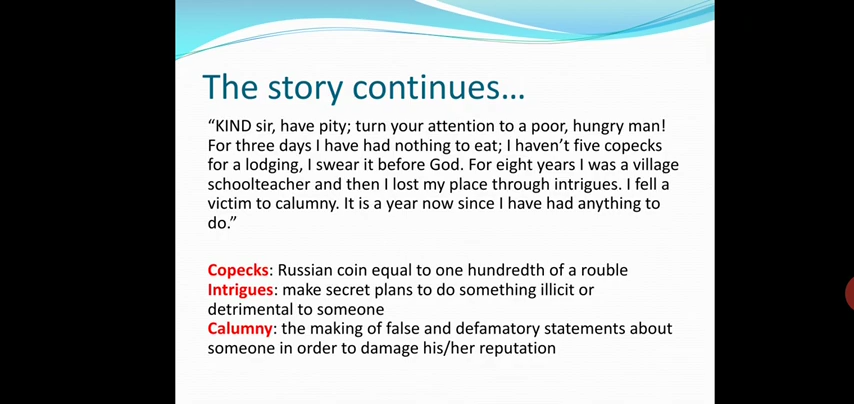 The story continues…
“KIND sir, have pity; turn your attention to a poor, hungry man!
For three days I have had nothing to eat; I haven’t five copecks
for a lodging, I swear it before God. For eight years I was a village
schoolteacher and then I lost my place through intrigues. I fell a
victim to calumny. It is a year now since I have had anything to
do.”
Copecks: Russian coin equal to one hundredth of a rouble
Intrigues: make secret plans to do something illicit or
detrimental to someone
Calumny: the making of false and defamatory statements about
someone in order to damage his/her reputation